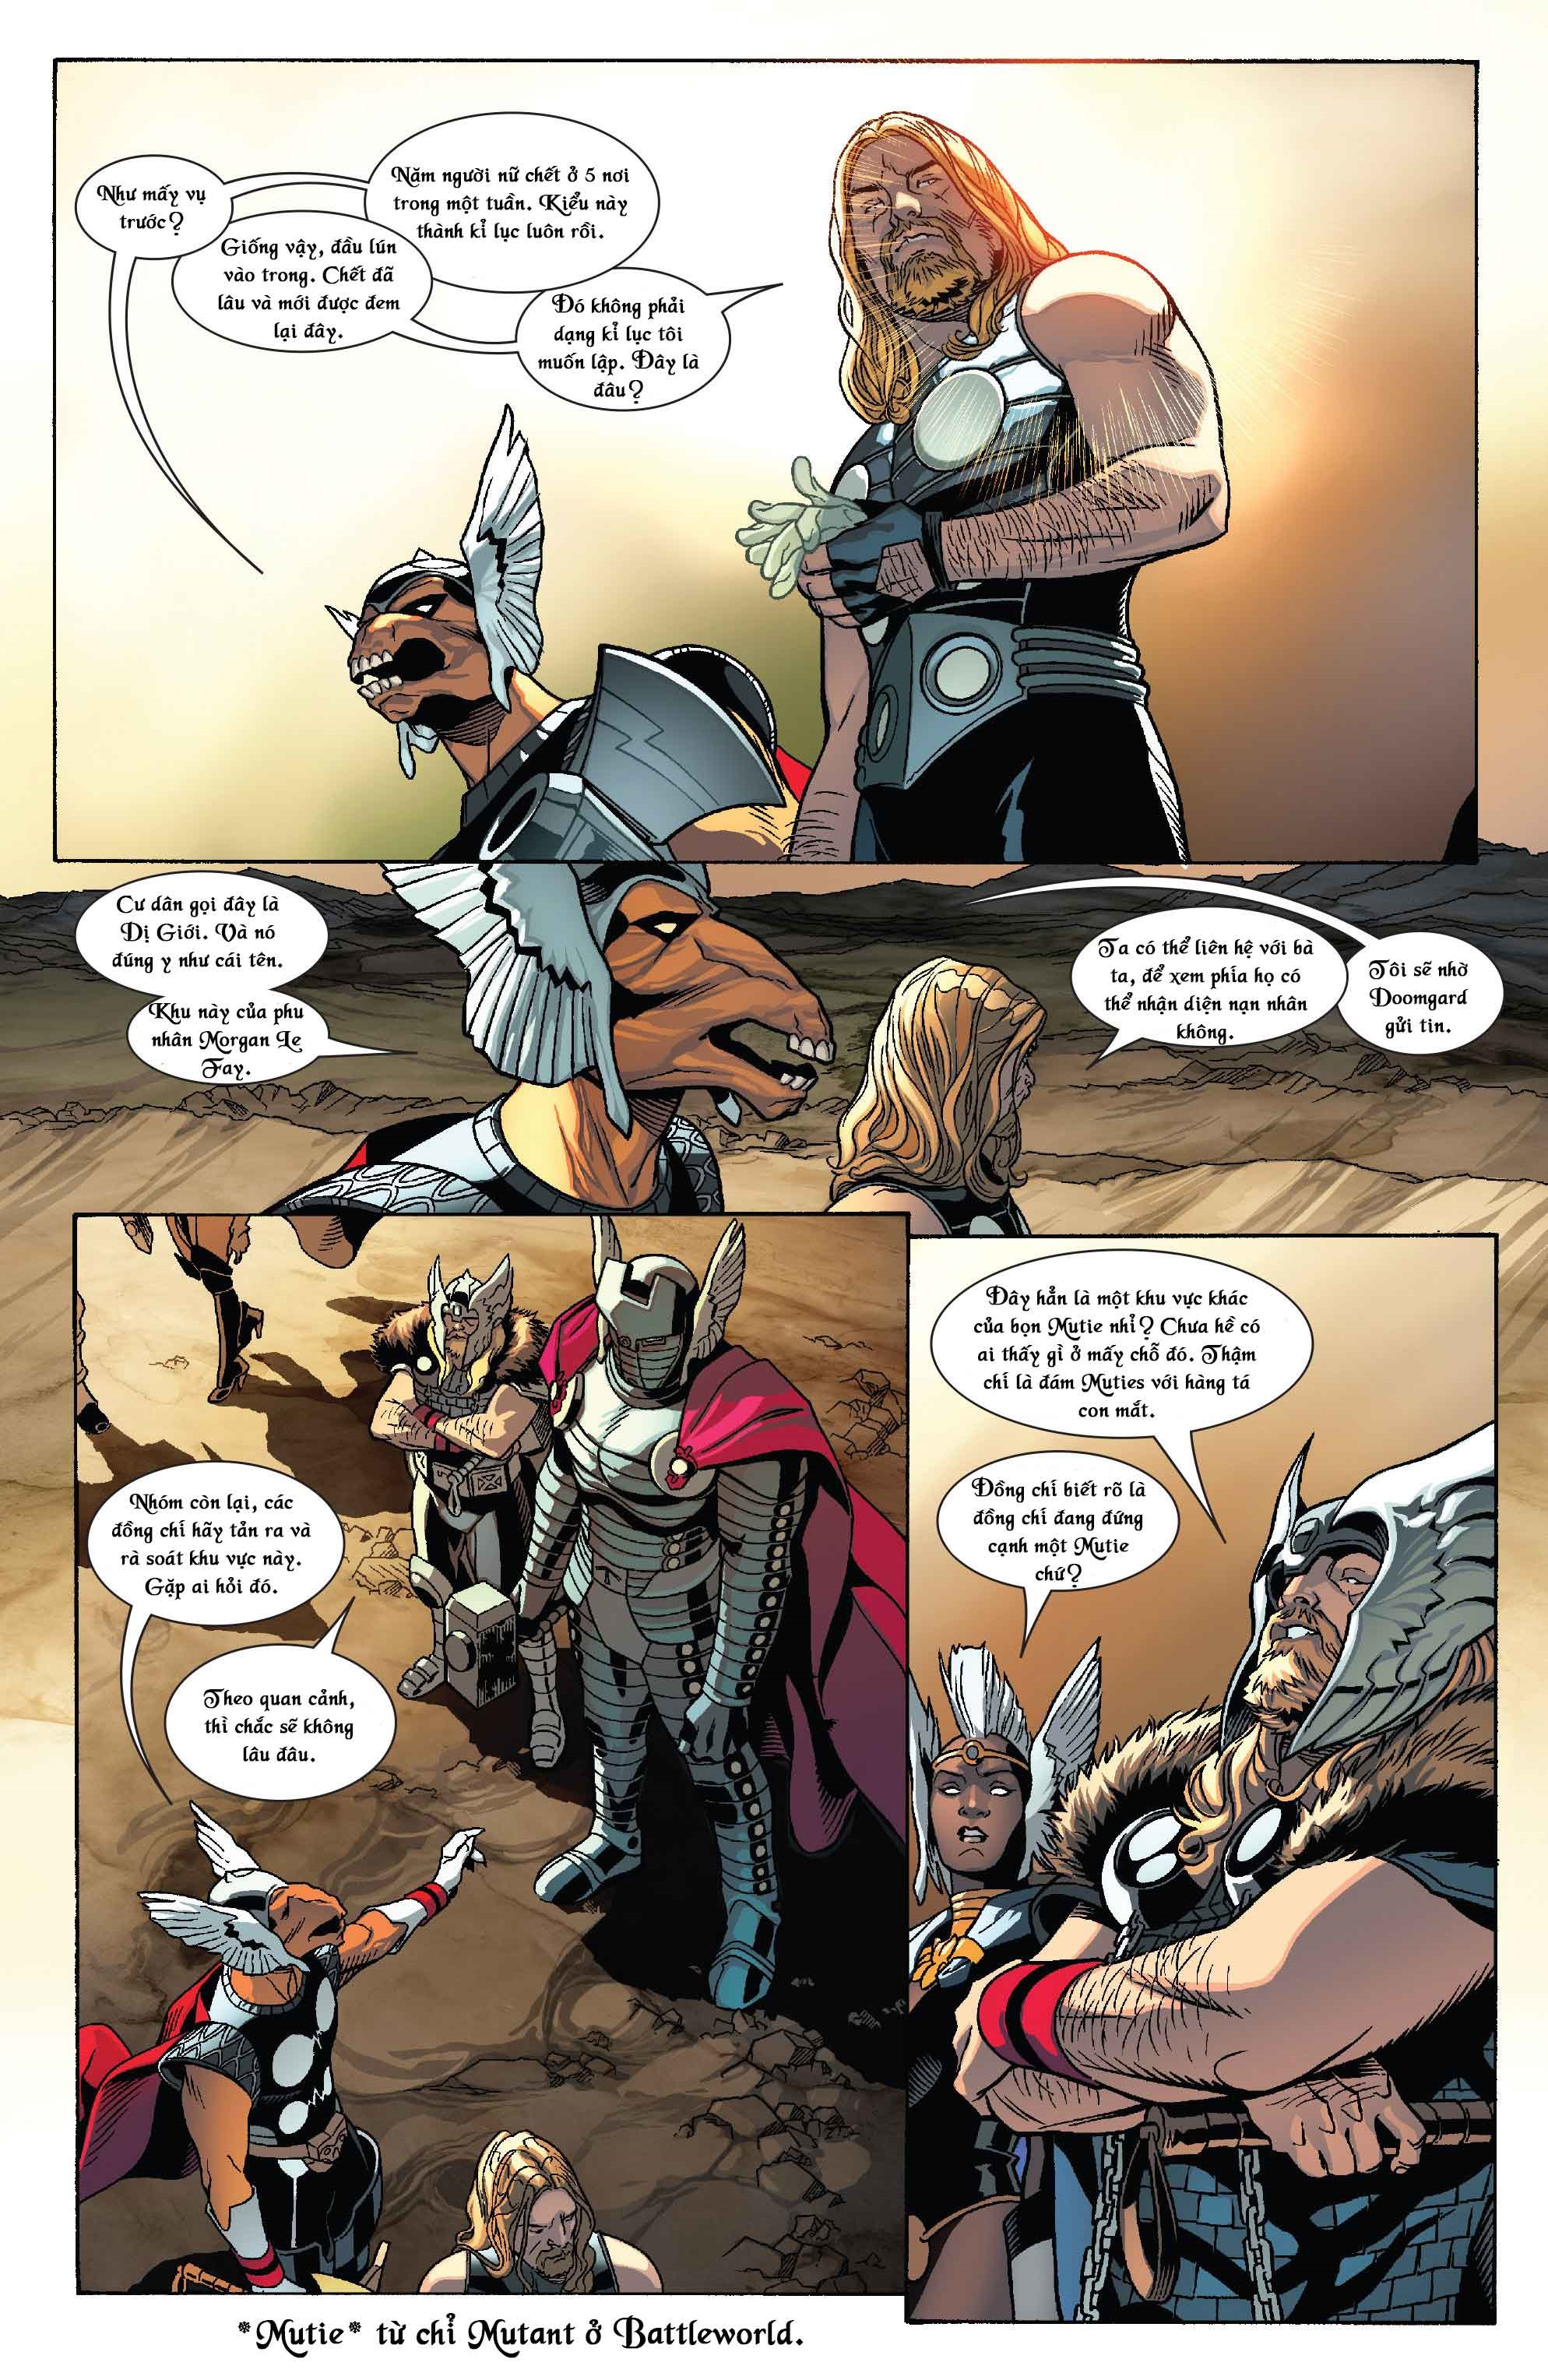 Như mấy vụ
trước?
Giống vậy, đầu lún
vào trong. Chết đã
lâu và mới được đem
lại đây.
Năm người nữ chết ở 5 nơi
trong một tuần. Kiểu này
thành kỉ lục luôn rồi.
Đó không phải
dạng kỉ lục tôi
muốn lập. Đây là
đâu?
Cư dân gọi đây là
Dị Giới. Và nó
đúng y như cái tên.
Khu này của phu
nhân Morgan Le
Fay.
Ta có thể liên hệ với bà
ta, để xem phía họ có
thể nhận diện nạn nhân
không.
Tôi sẽ nhờ
Doomgard
gửi tin.
Nhóm còn lại, các
đồng chí hãy tản ra và
rà soát khu vực này.
Gặp ai hỏi đó.
Theo quan cảnh,
thì chắc sẽ không
lâu đâu.
Đây hẳn là một khu vực khác
của bọn Mutie nhỉ? Chưa hề có
ai thấy gì ở mấy chỗ đó. Thậm
chí là đám Muties với hàng tá
con mắt.
Đồng chí biết rõ là
đồng chí đang đứng
cạnh một Mutie
chứ?
*Mutie* từ chỉ Mutant ở Battleworld.